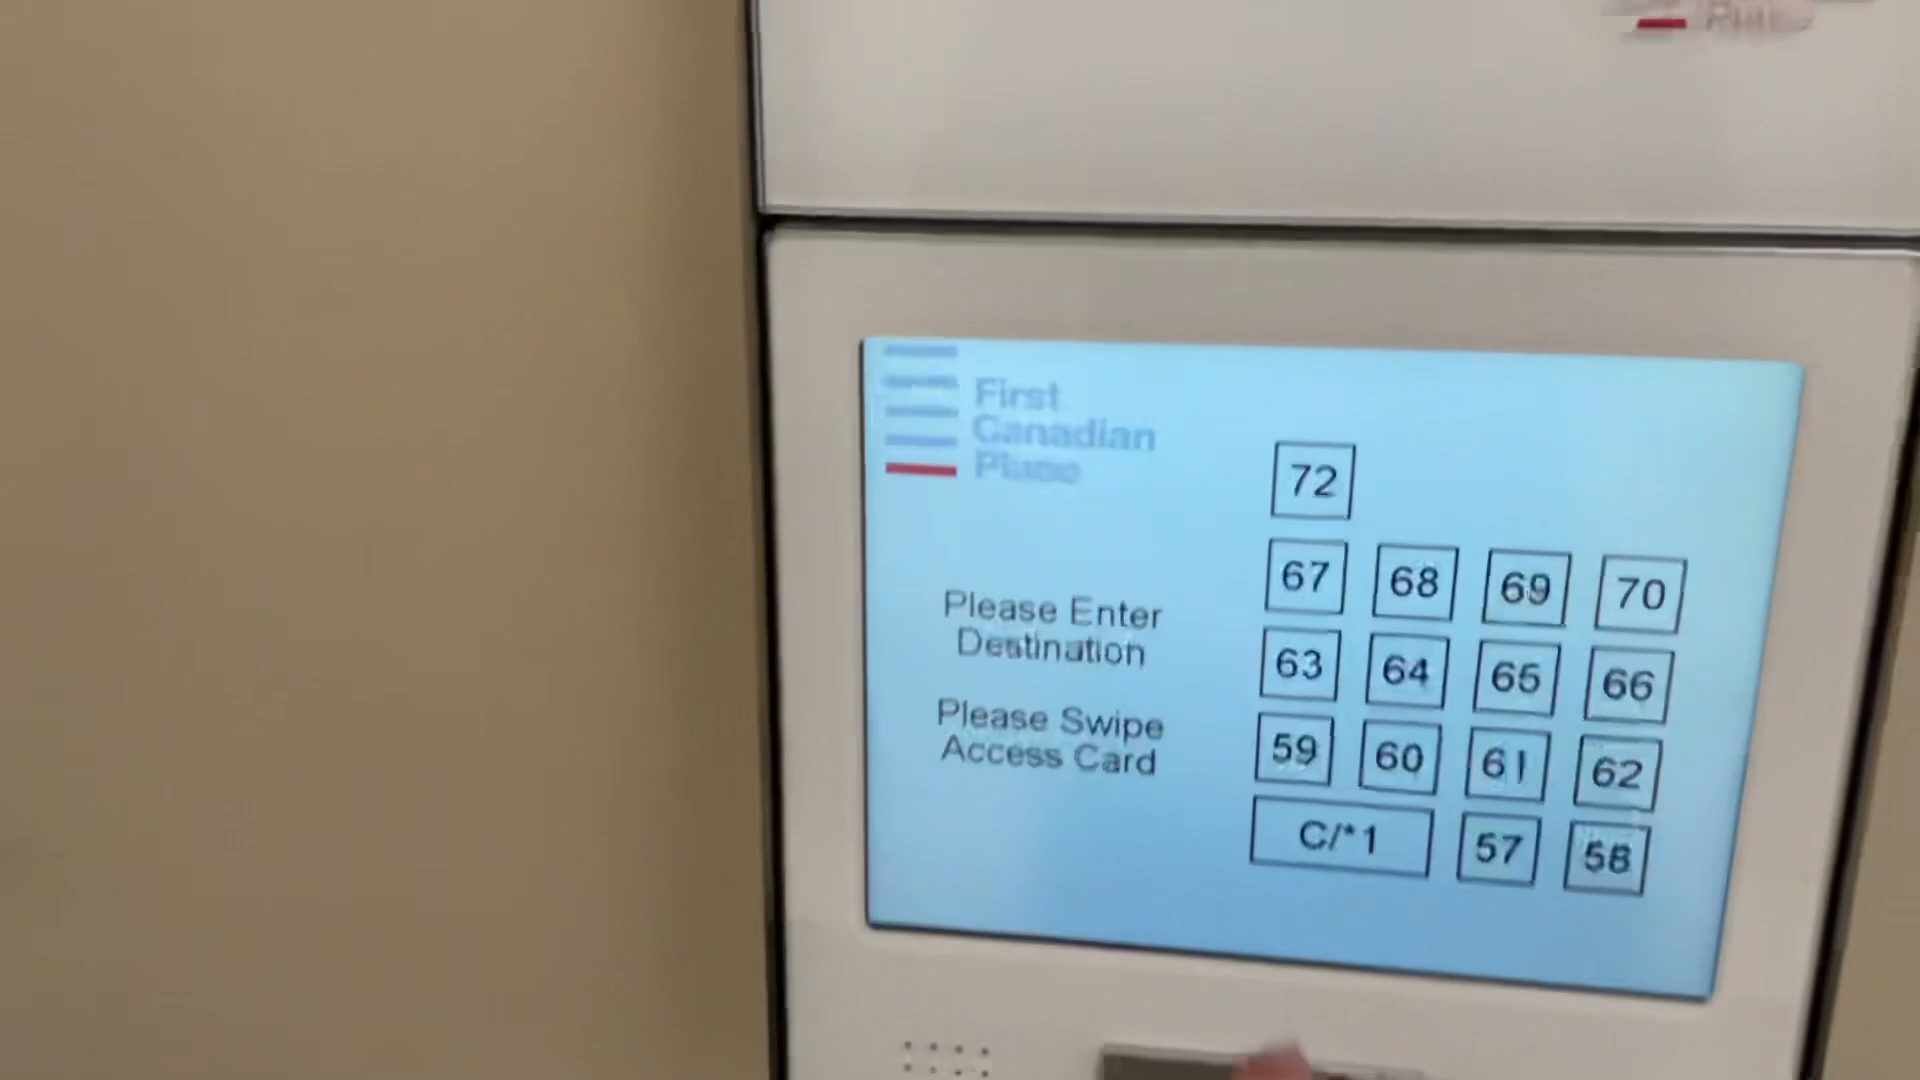 First
Canadian
Place
72
67 68 69 70
Please Enter
Destination
63 64 65 66
Please Swipe
Access Card
59 60 61 62
C/*1 57 58